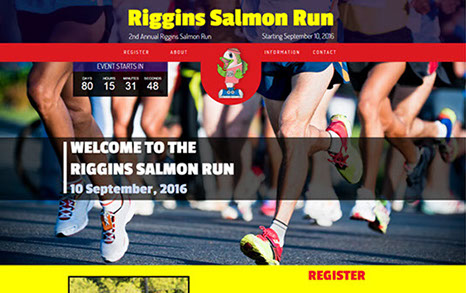 Riggins Salmon Run
2nd Annual Riggins Salmon Run
Starting September 10, 2016
REGISTER ABOUT INFORMATION CONTACT
EVENT STARTS IN
DAYS HOURS MINUTES SECONDS
80 15 31 48
WELCOME TO THE
RIGGINS SALMON RUN
10 September, 2016
REGISTER